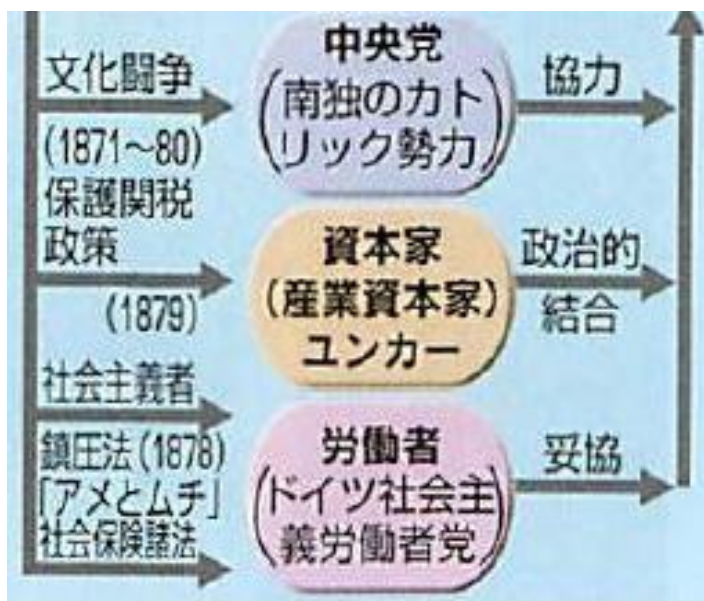 文化闘争
(1871〜80)
中央党
(南独のカト
リック勢力)
協力
保護関税
政策
(1879)
資本家
(産業資本家)
ユンカー
政治的
結合
社会主義者
鎮圧法(1878)
「アメとムチ」
社会保険諸法
労働者
(ドイツ社会主
義労働者党)
妥協